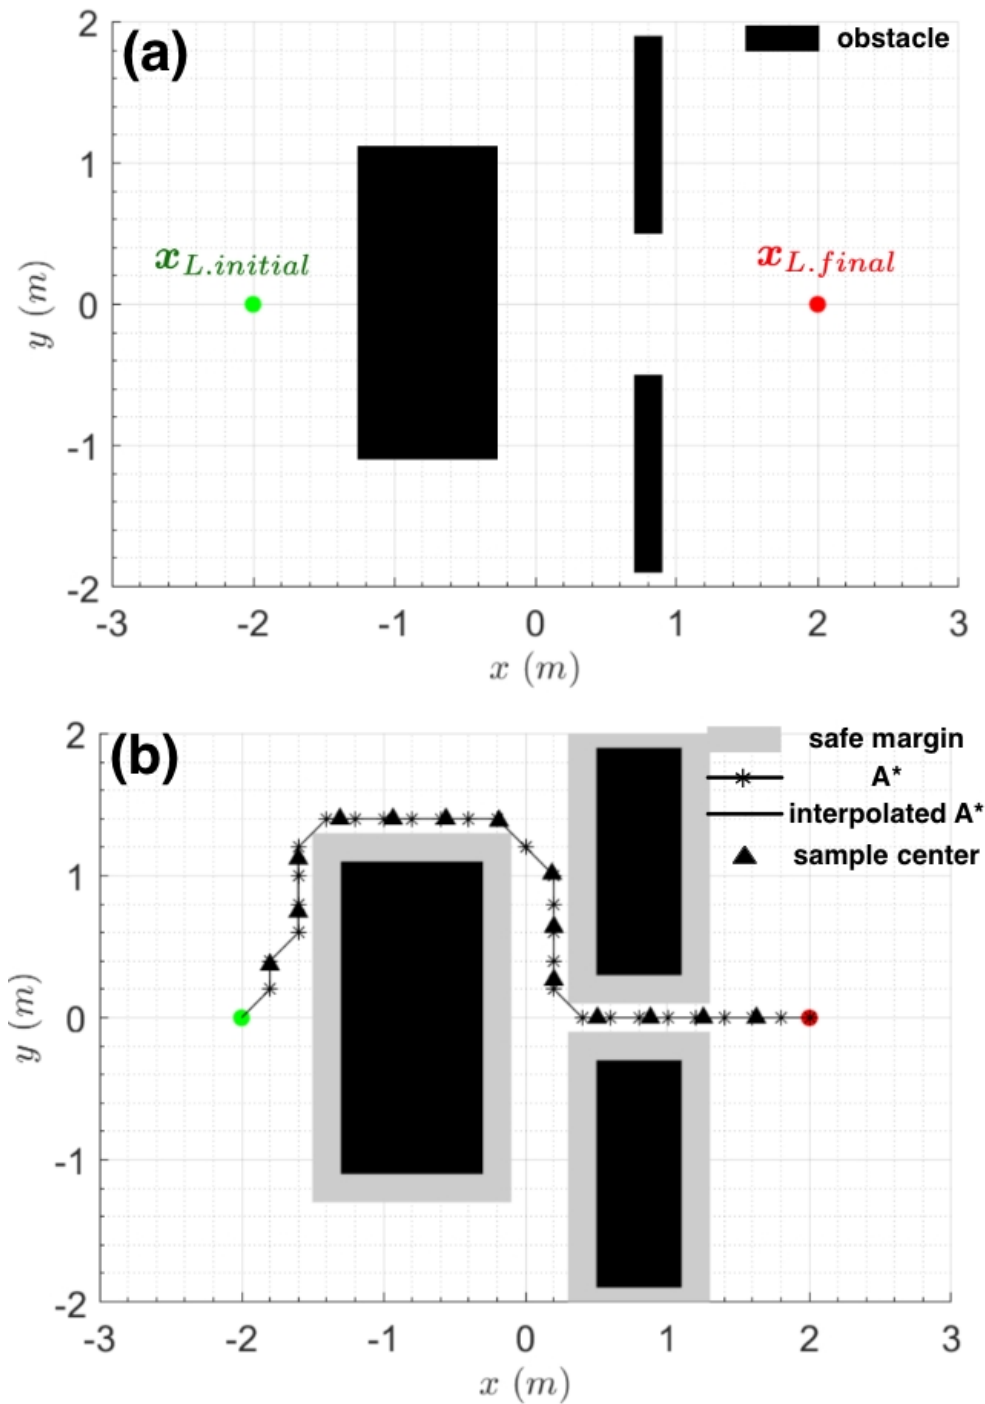 (a)
obstacle
2
1
0
-1
-2
y (m)
x_{L.initial}
x_{L.final}
-3 -2 -1 0 1 2 3
x (m)
(b)
safe margin
A*
interpolated A*
sample center
2
1
0
-1
-2
y (m)
-3 -2 -1 0 1 2 3
x (m)